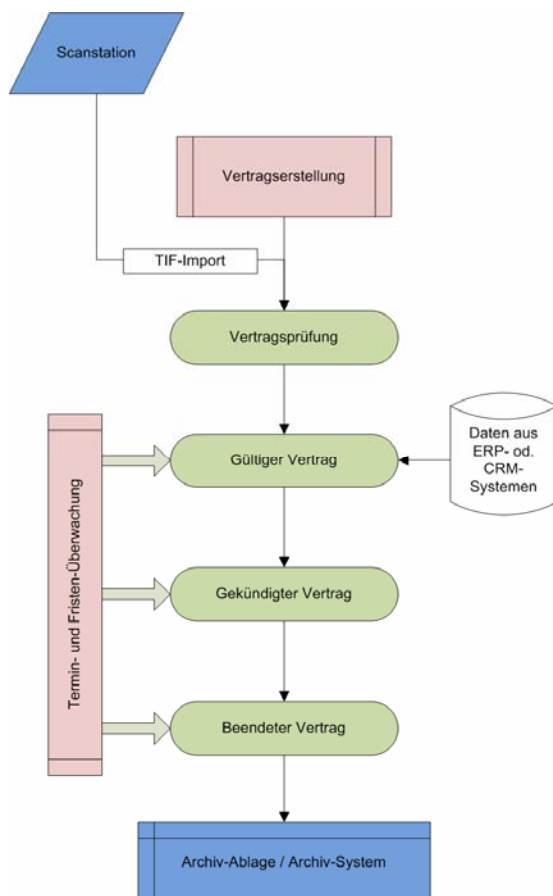 Scanstation
Vertragserstellung
TIF-Import
Vertragsprüfung
Gültiger Vertrag
Daten aus
ERP- od.
CRM-
Systemen
Termin- und Fristen-Überwachung
Gekündigter Vertrag
Beendeter Vertrag
Archiv-Ablage / Archiv-System